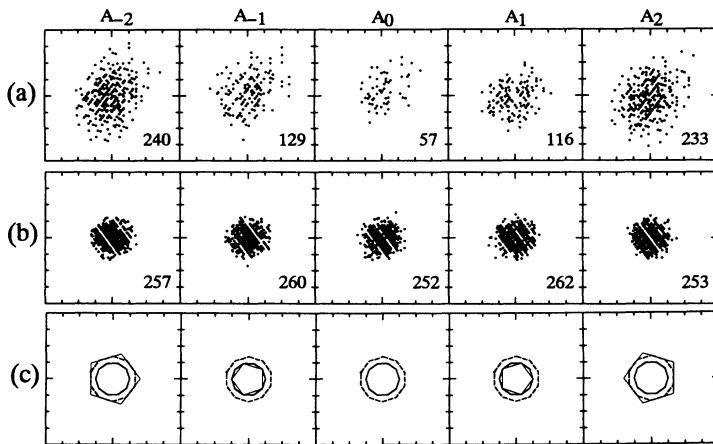 A₋₂ A₋₁ A₀ A₁ A₂
(a) 240 129 57 116 233
(b) 257 260 252 262 253
(c)